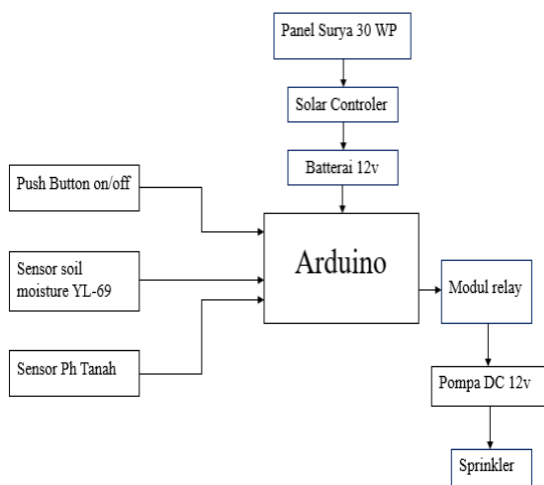 Panel Surya 30 WP
Solar Controler
Batterai 12v
Push Button on/off
Arduino
Sensor soil
moisture YL-69
Modul relay
Sensor Ph Tanah
Pompa DC 12v
Sprinkler